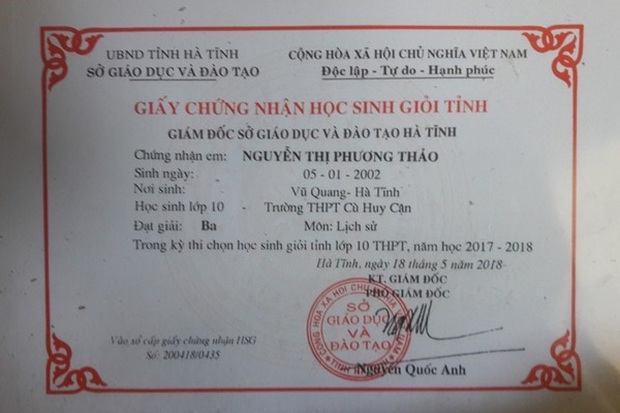 UBND TỈNH HÀ TĨNH
SỞ GIÁO DỤC VÀ ĐÀO TẠO
CỘNG HÒA XÃ HỘI CHỦ NGHĨA VIỆT NAM
Độc lập - Tự do - Hạnh phúc
GIẤY CHỨNG NHẬN HỌC SINH GIỎI TỈNH
GIÁM ĐỐC SỞ GIÁO DỤC VÀ ĐÀO TẠO HÀ TĨNH
Chứng nhận em: NGUYỄN THỊ PHƯƠNG THẢO
Sinh ngày: 05 - 01 - 2002
Nơi sinh: Vũ Quang- Hà Tĩnh
Học sinh lớp 10 - Trường THPT Cù Huy Cận
Đạt giải: Ba Môn: Lịch sử
Trong kỳ thi chọn học sinh giỏi tỉnh lớp 10 THPT, năm học 2017 - 2018
Hà Tĩnh, ngày 18 tháng 5 năm 2018
KT. GIÁM ĐỐC
PHÓ GIÁM ĐỐC
SỞ
GIÁO DỤC
VÀ
ĐÀO TẠO
Vào sổ cấp giấy chứng nhận HSG
Số: 200418/0435
Nguyễn Quốc Anh